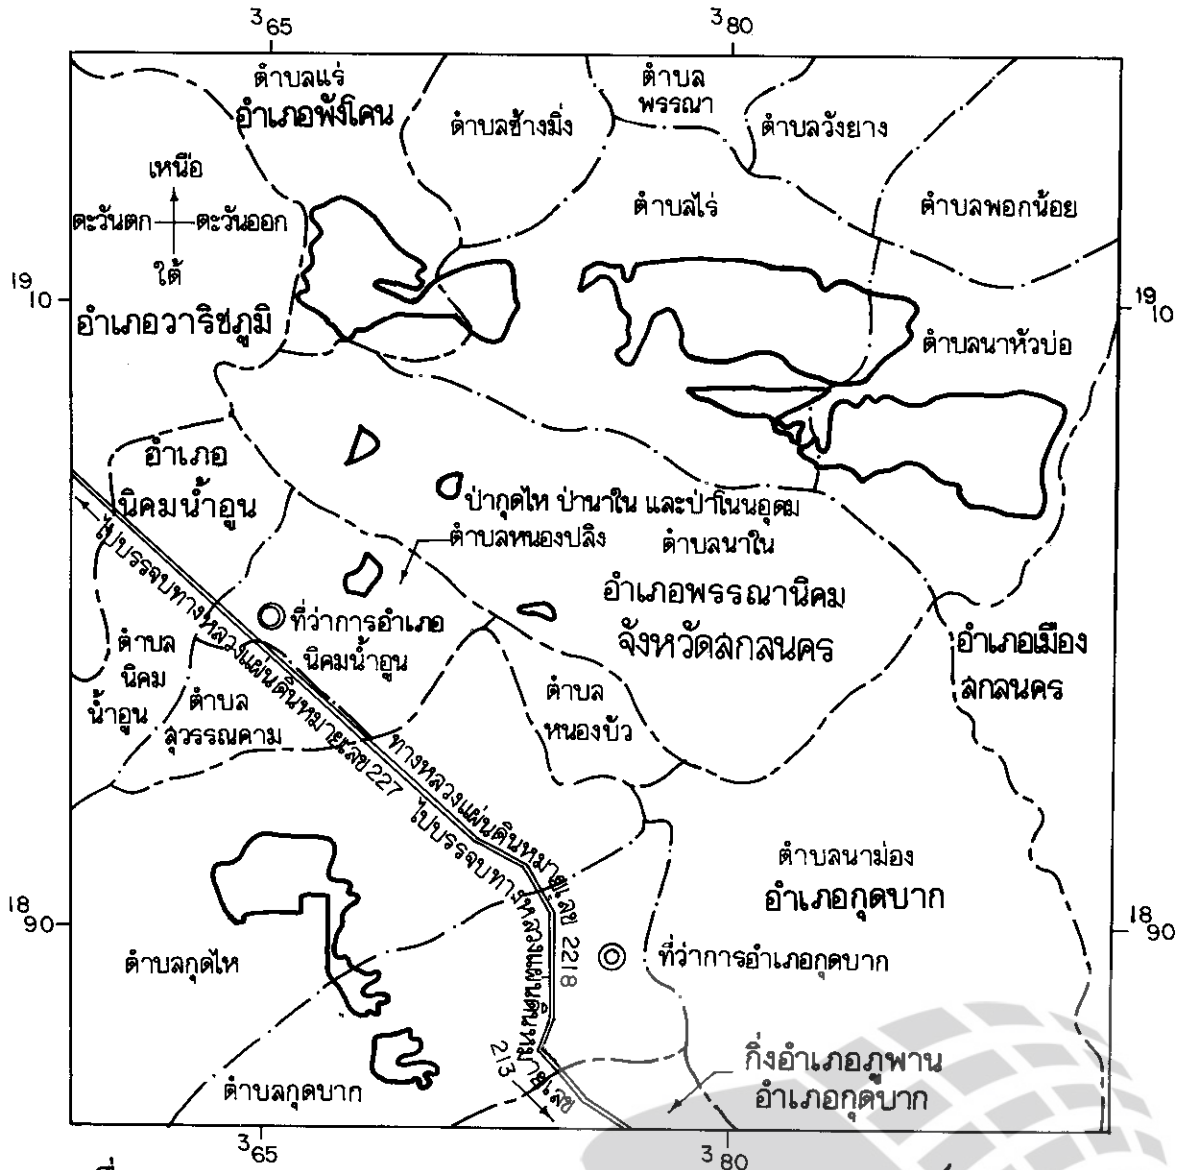 3 65
3 80
ตำบลแร่
อำเภอพังโคน
ตำบลช้างมิ่ง
ตำบล
พรรณา
ตำบลวังยาง
เหนือ
ตะวันตก
ตะวันออก
ใต้
ตำบลไร่
ตำบลพอกน้อย
19 10
19 10
อำเภอวาริชภูมิ
ตำบลนาหัวบ่อ
อำเภอ
นิคมน้ำอูน
ป่ากุดไห ป่านาใน และป่าโนนอุดม
ตำบลหนองปลิง
ตำบลนาใน
อำเภอพรรณานิคม
จังหวัดสกลนคร
ไปบรรจบทางหลวงแผ่นดินหมายเลข 227
ที่ว่าการอำเภอ
นิคมน้ำอูน
ตำบล
นิคม
น้ำอูน
ตำบล
สุวรรณคาม
ตำบล
หนองบัว
อำเภอเมือง
สกลนคร
ทางหลวงแผ่นดินหมายเลข 2218
ไปบรรจบทางหลวงแผ่นดินหมายเลข
213
ตำบลนาม่อง
อำเภอกุดบาก
18 90
18 90
ตำบลกุดไห
ที่ว่าการอำเภอกุดบาก
กิ่งอำเภอภูพาน
อำเภอกุดบาก
ตำบลกุดบาก
3 65
3 80